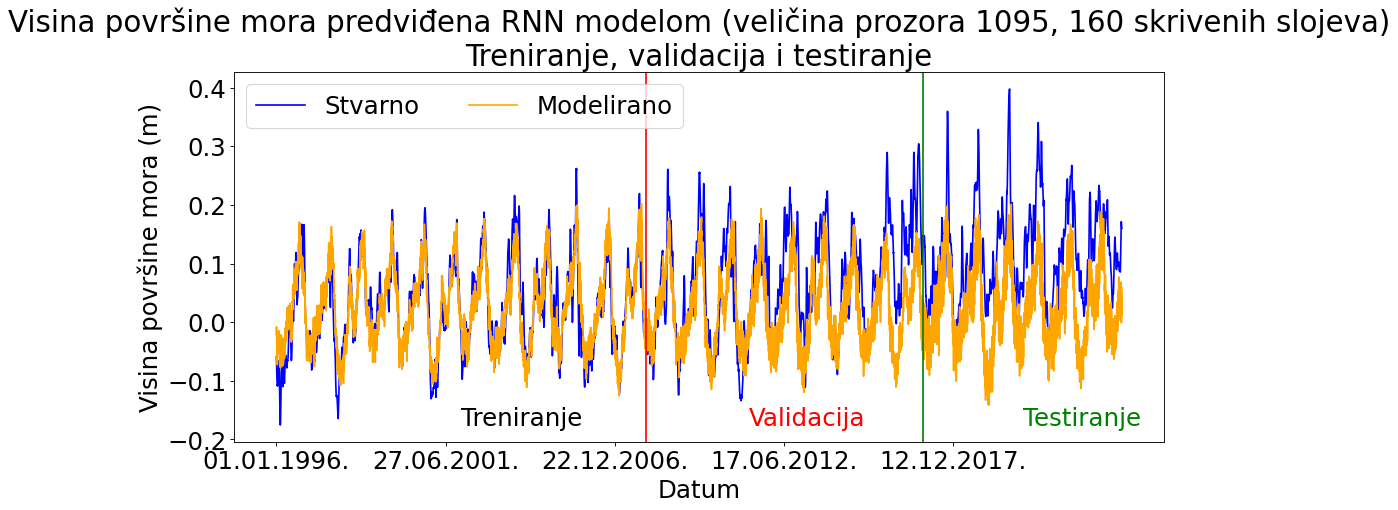 Visina površine mora predviđena RNN modelom (veličina prozora 1095, 160 skrivenih slojeva)
Treniranje, validacija i testiranje
Stvarno
Modelirano
Visina površine mora (m)
0.4
0.3
0.2
0.1
0.0
−0.1
−0.2
Treniranje
Validacija
Testiranje
01.01.1996.
27.06.2001.
22.12.2006.
17.06.2012.
12.12.2017.
Datum